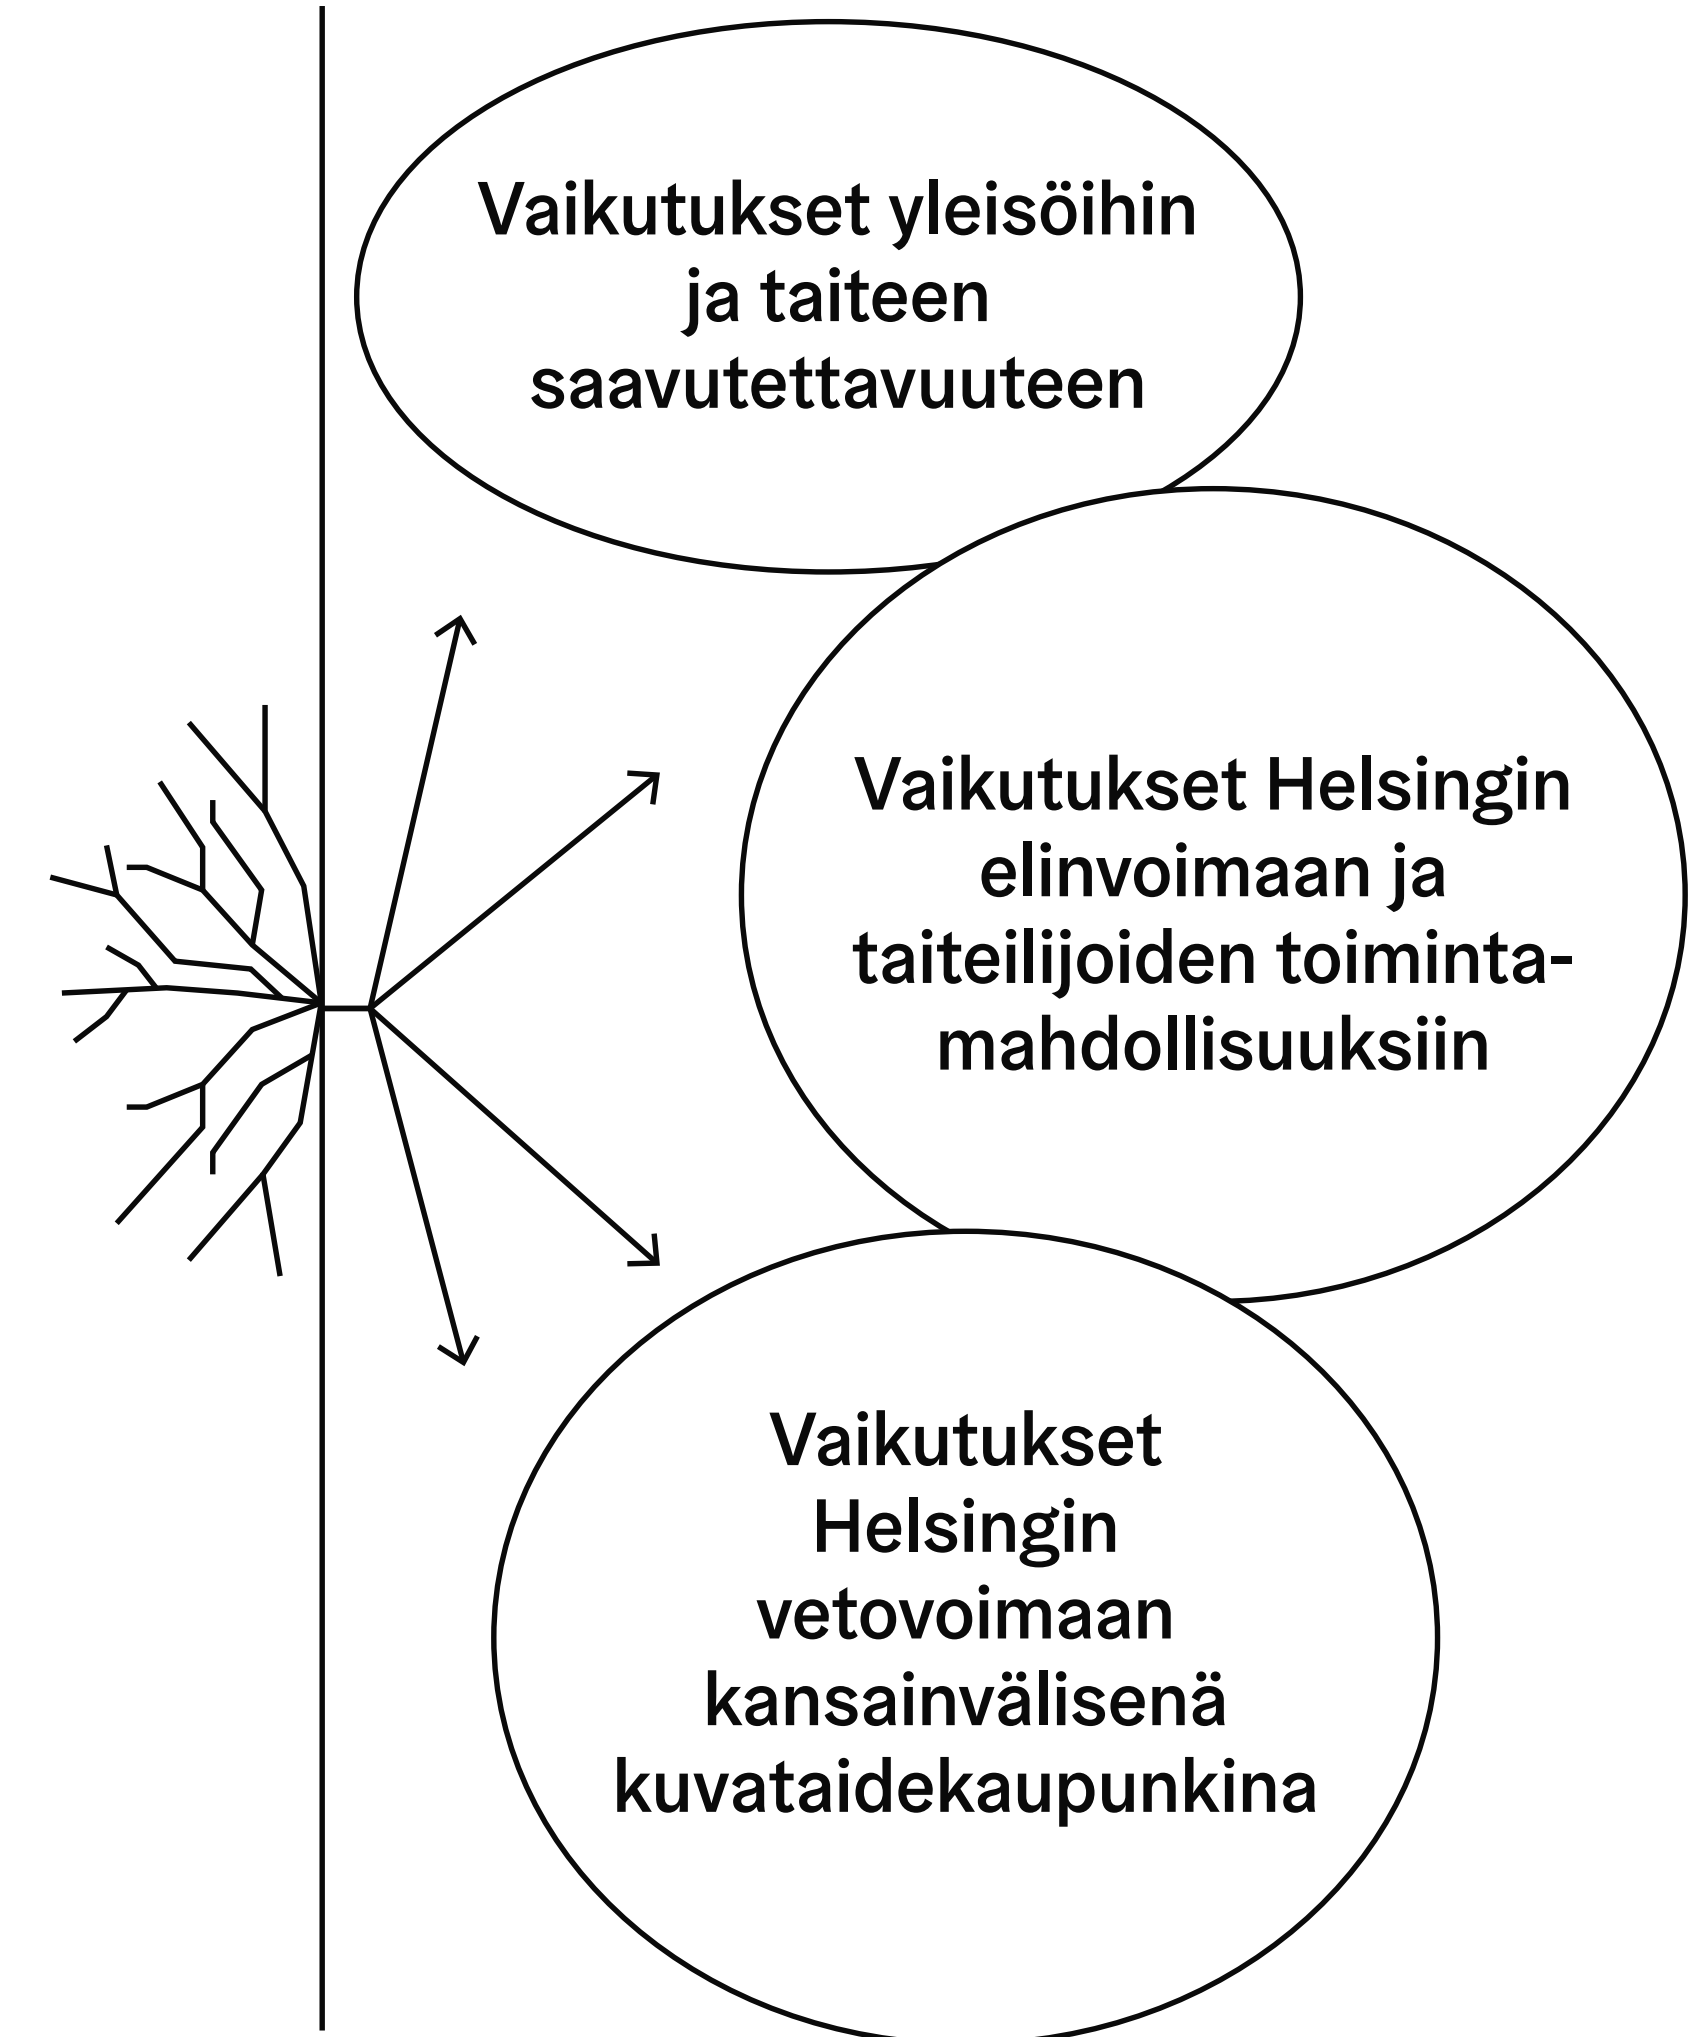 Vaikutukset yleisöihin
ja taiteen
saavutettavuuteen
Vaikutukset Helsingin
elinvoimaan ja
taiteilijoiden toiminta-
mahdollisuuksiin
Vaikutukset
Helsingin
vetovoimaan
kansainvälisenä
kuvataidekaupunkina